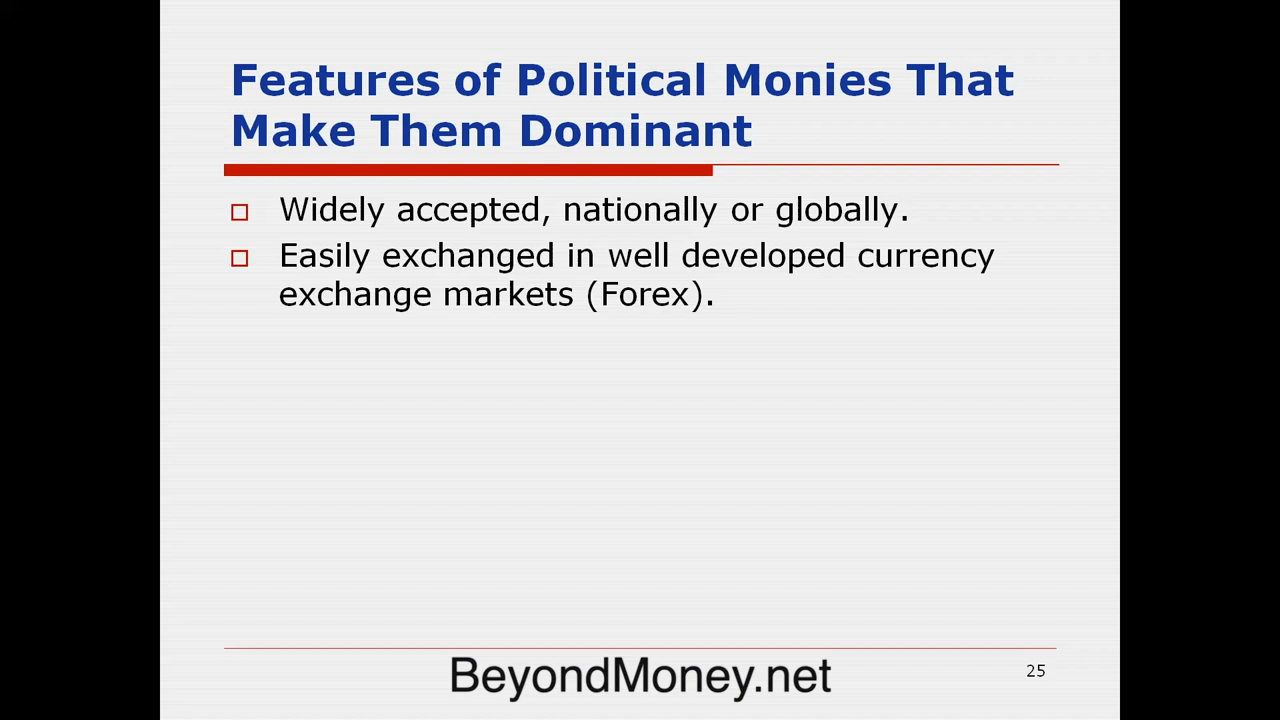 Features of Political Monies That
Make Them Dominant
Widely accepted, nationally or globally.
Easily exchanged in well developed currency
exchange markets (Forex).
BeyondMoney.net
25